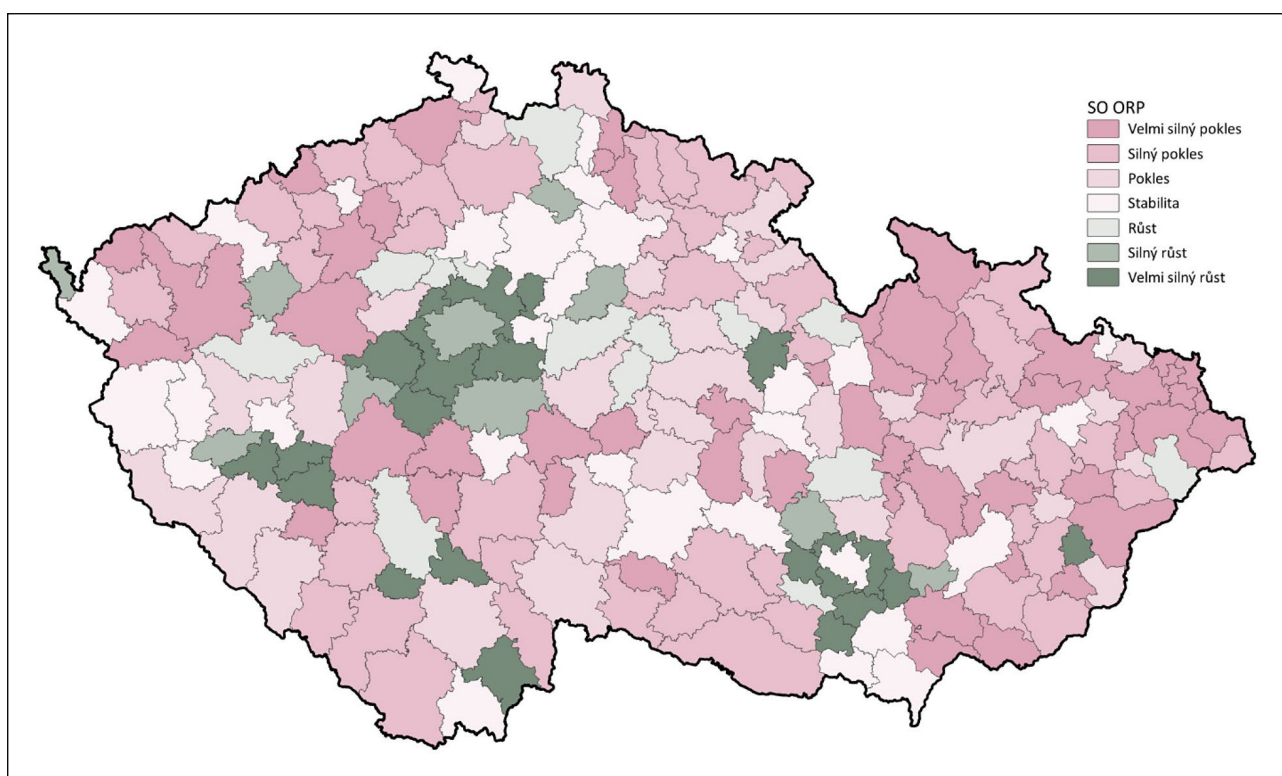 SO ORP
Velmi silný pokles
Silný pokles
Pokles
Stabilita
Růst
Silný růst
Velmi silný růst